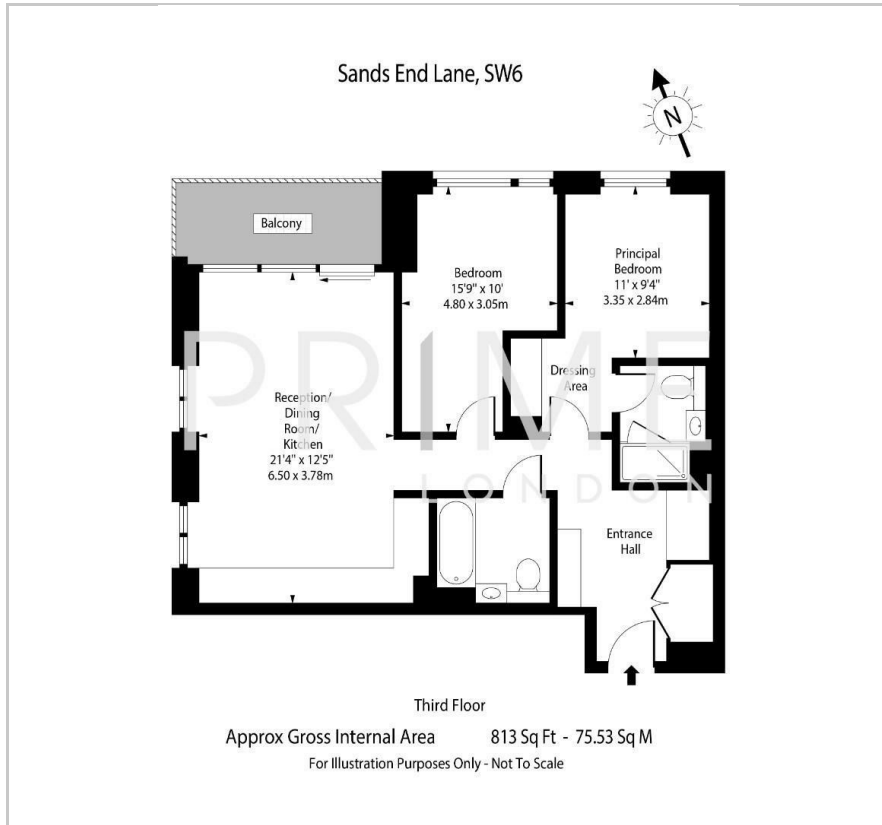 Sands End Lane, SW6
N
Balcony
Bedroom
15'9" x 10'
4.80 x 3.05m
Principal
Bedroom
11' x 9'4"
3.35 x 2.84m
Dressing
Area
PRIME
LONDON
Reception/
Dining
Room/
Kitchen
21'4" x 12'5"
6.50 x 3.78m
Entrance
Hall
Third Floor
Approx Gross Internal Area 813 Sq Ft - 75.53 Sq M
For Illustration Purposes Only - Not To Scale